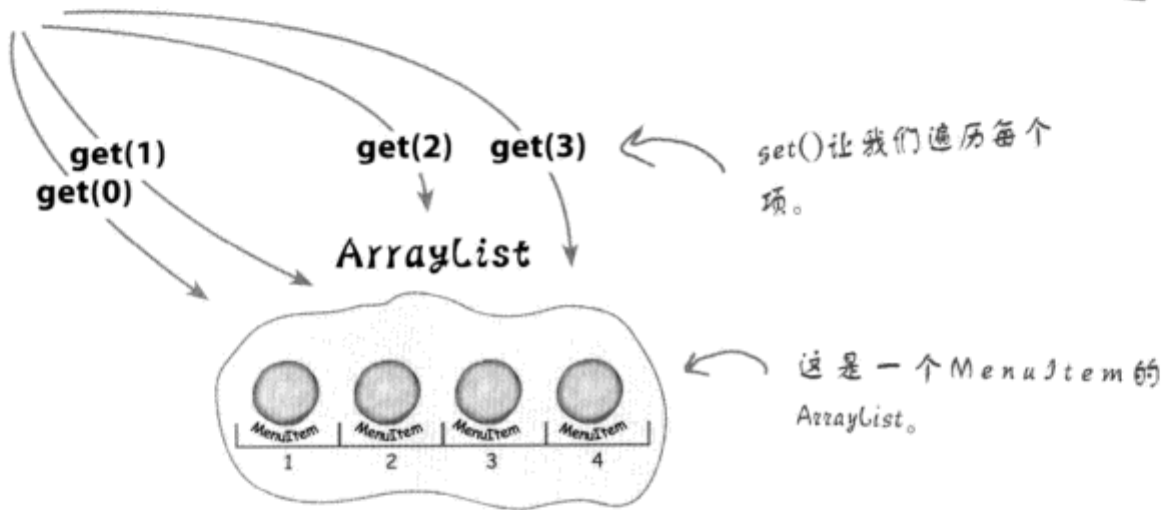 get(1)
get(0)
get(2)
get(3)
get()让我们遍历每个
项。
ArrayList
这是一个MenuItem的
ArrayList。
MenuItem
MenuItem
MenuItem
MenuItem
1
2
3
4